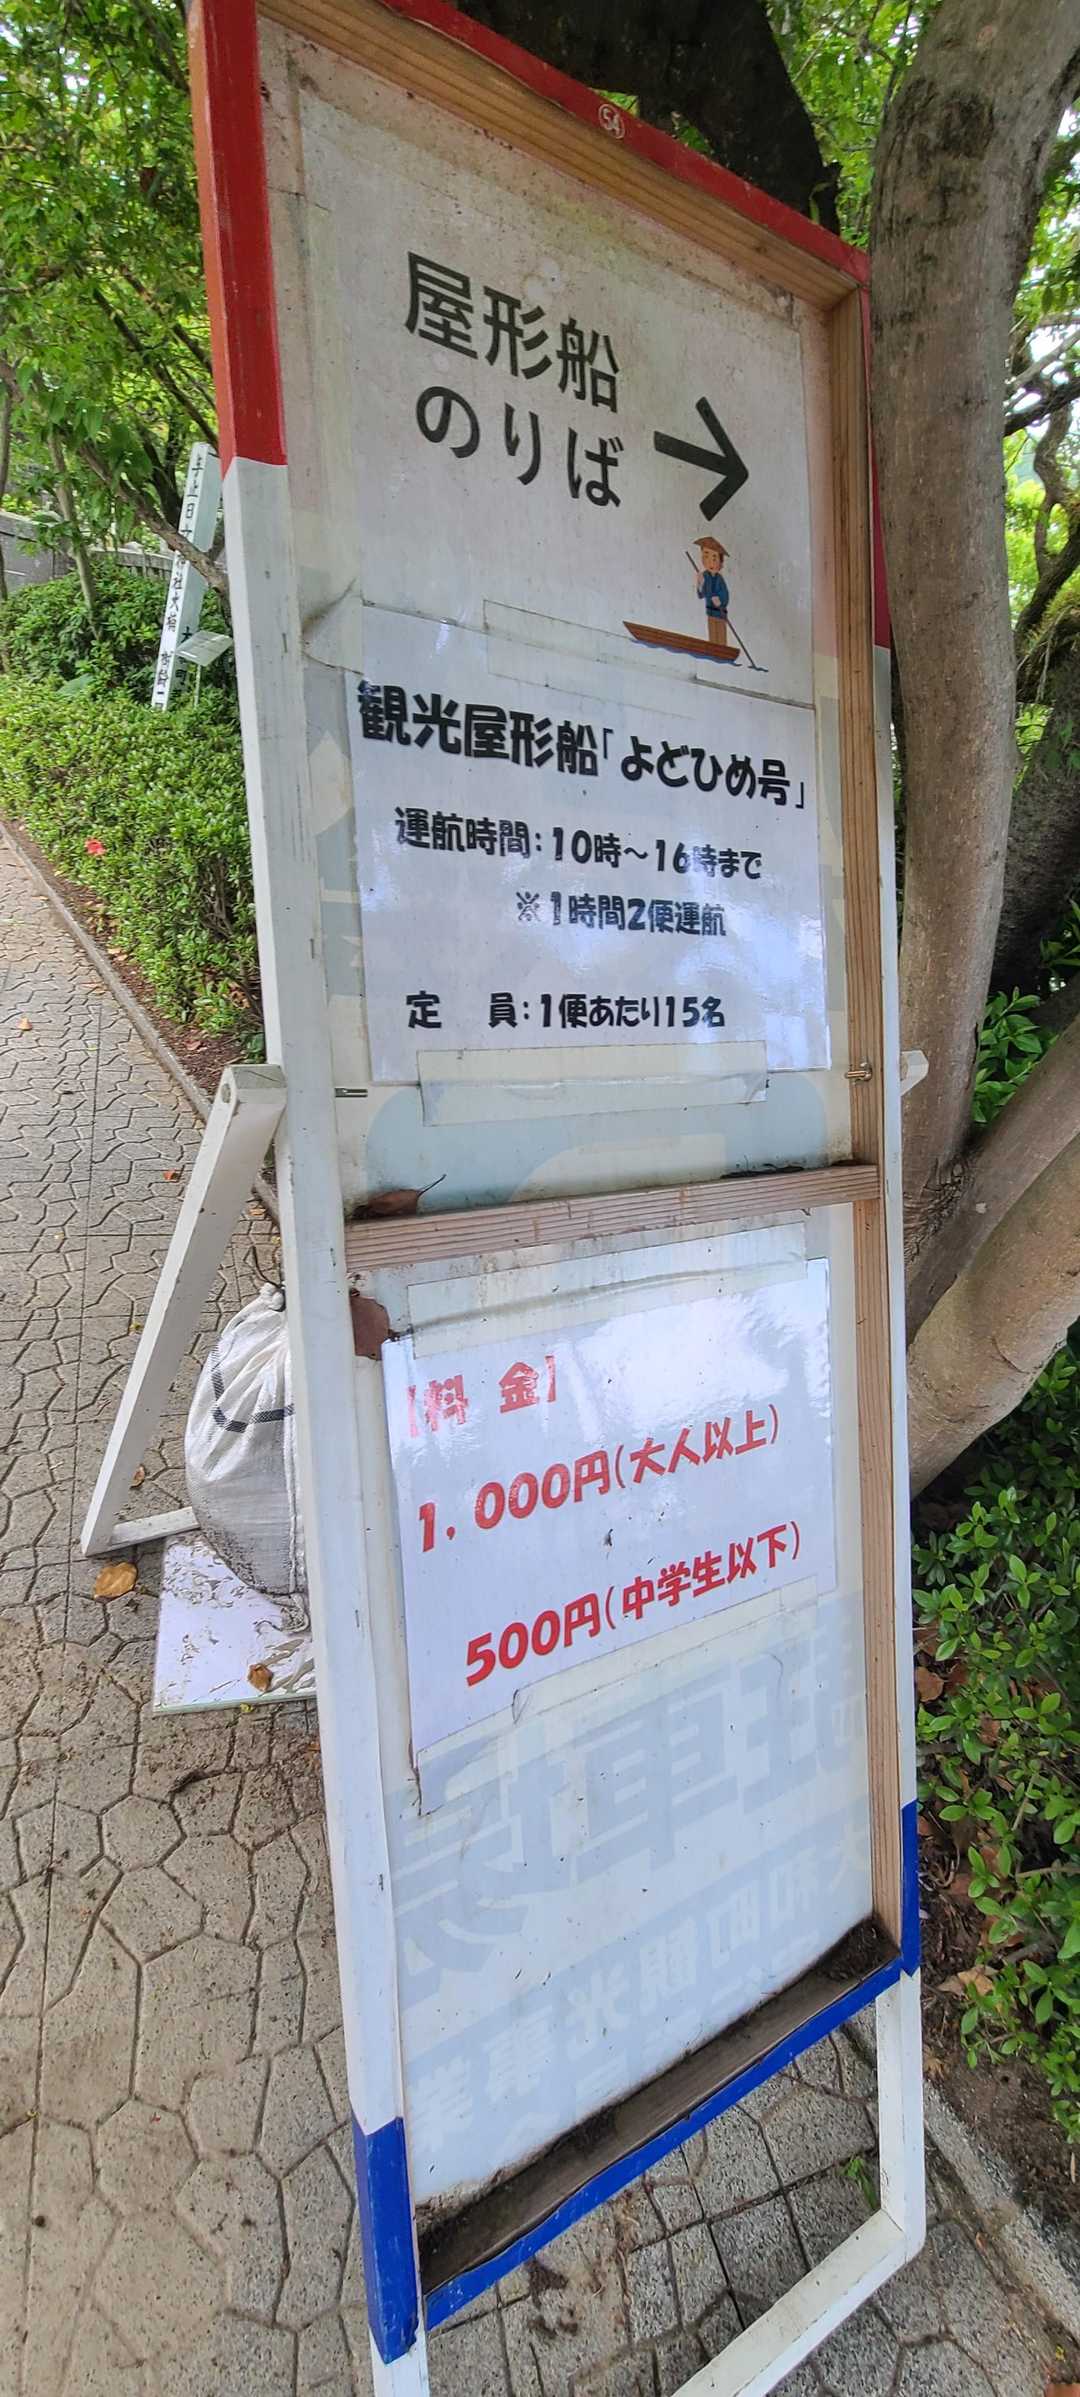 54
屋形船
のりば
→
観光屋形船「よどひめ号」
運航時間：10時～16時まで
※1時間2便運航
定　員：1便あたり15名
【料　金】
1，000円（大人以上）
500円（中学生以下）